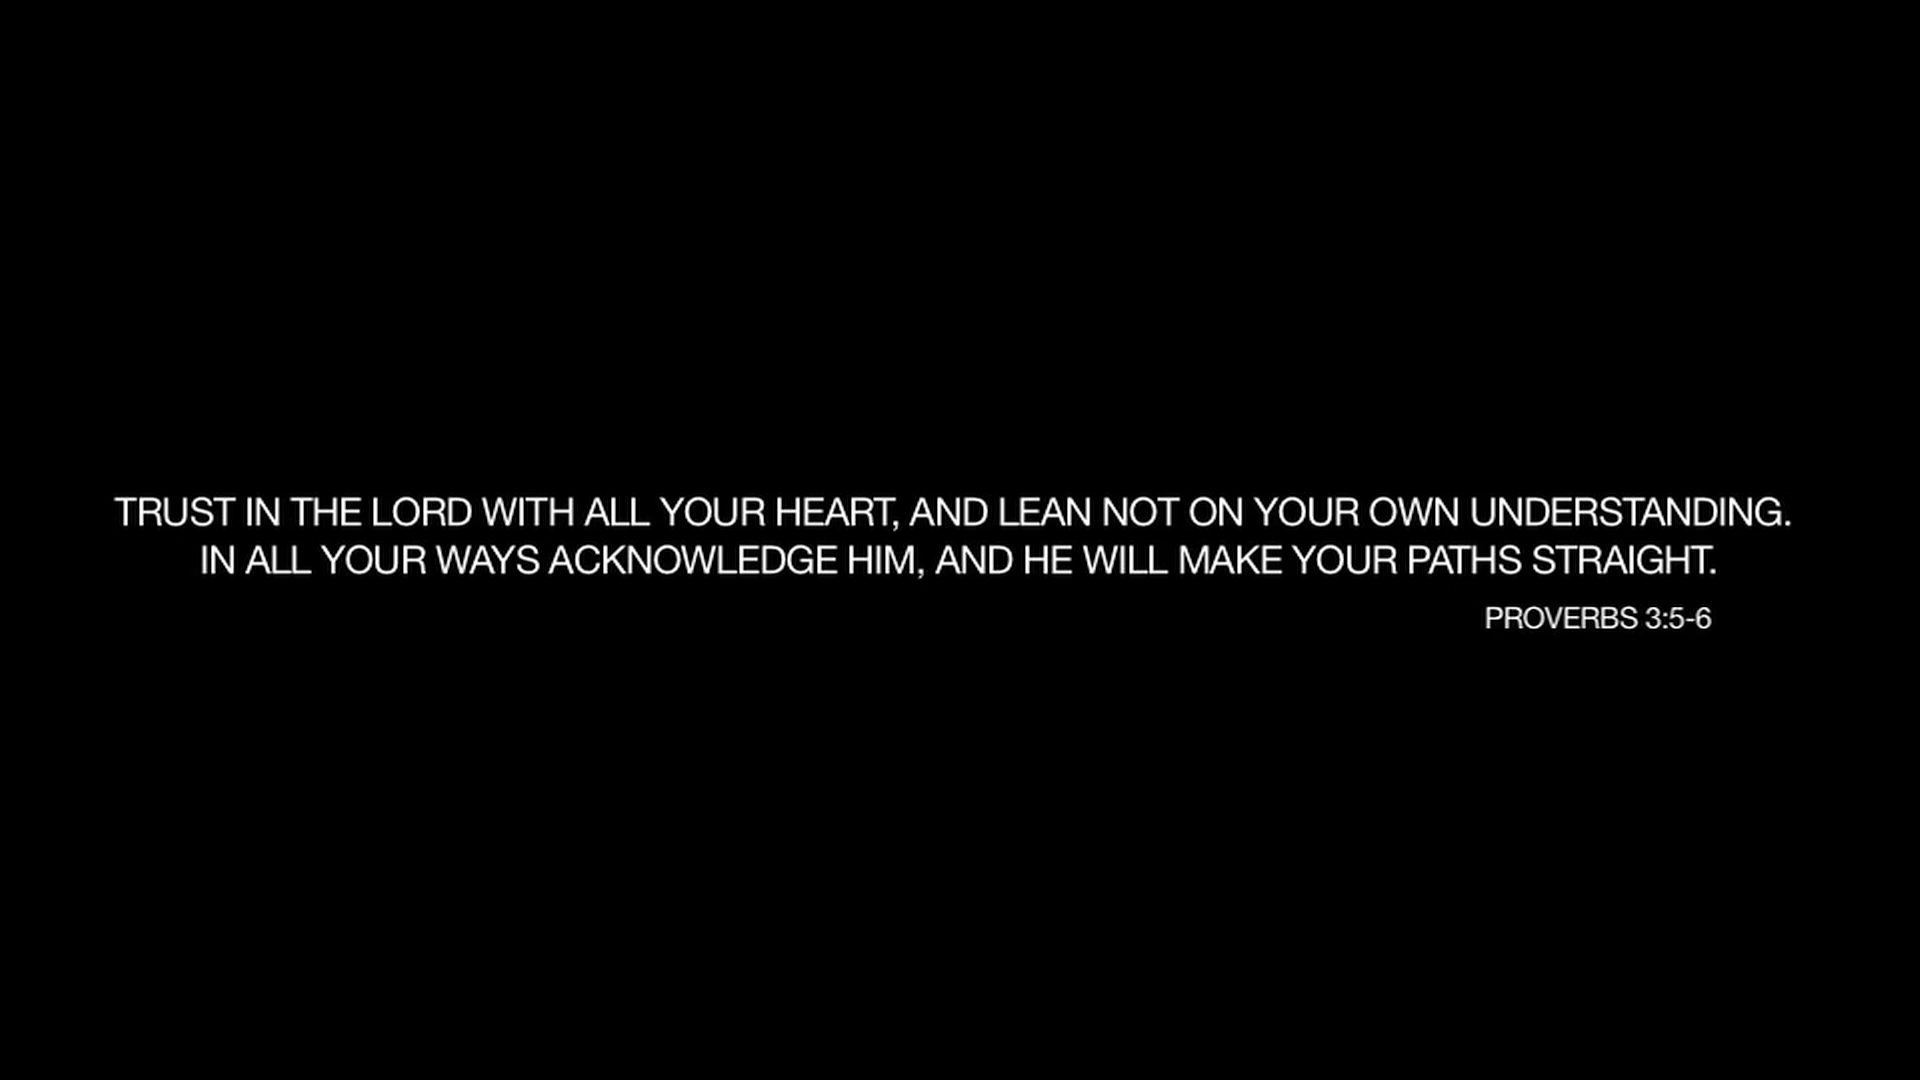 TRUST IN THE LORD WITH ALL YOUR HEART, AND LEAN NOT ON YOUR OWN UNDERSTANDING.
IN ALL YOUR WAYS ACKNOWLEDGE HIM, AND HE WILL MAKE YOUR PATHS STRAIGHT.
PROVERBS 3:5-6